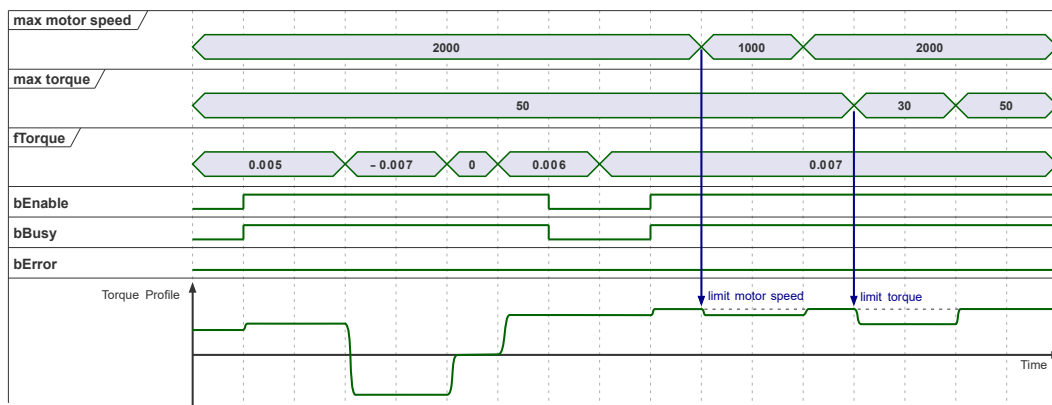 max motor speed
2000 1000 2000
max torque
50 30 50
fTorque
0.005 – 0.007 0 0.006 0.007
bEnable
bBusy
bError
Torque Profile
limit motor speed limit torque
Time